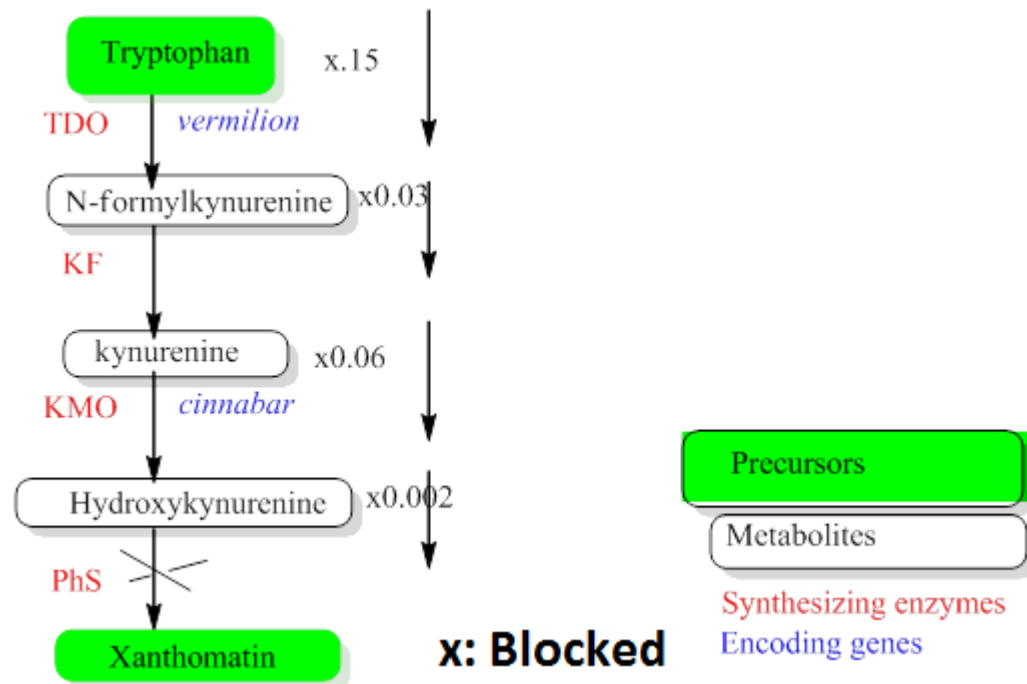 Tryptophan
x.15
TDO
vermilion
N-formylkynurenine
x0.03
KF
kynurenine
x0.06
KMO
cinnabar
Hydroxykynurenine
x0.002
PhS
Xanthomatin
x: Blocked
Precursors
Metabolites
Synthesizing enzymes
Encoding genes